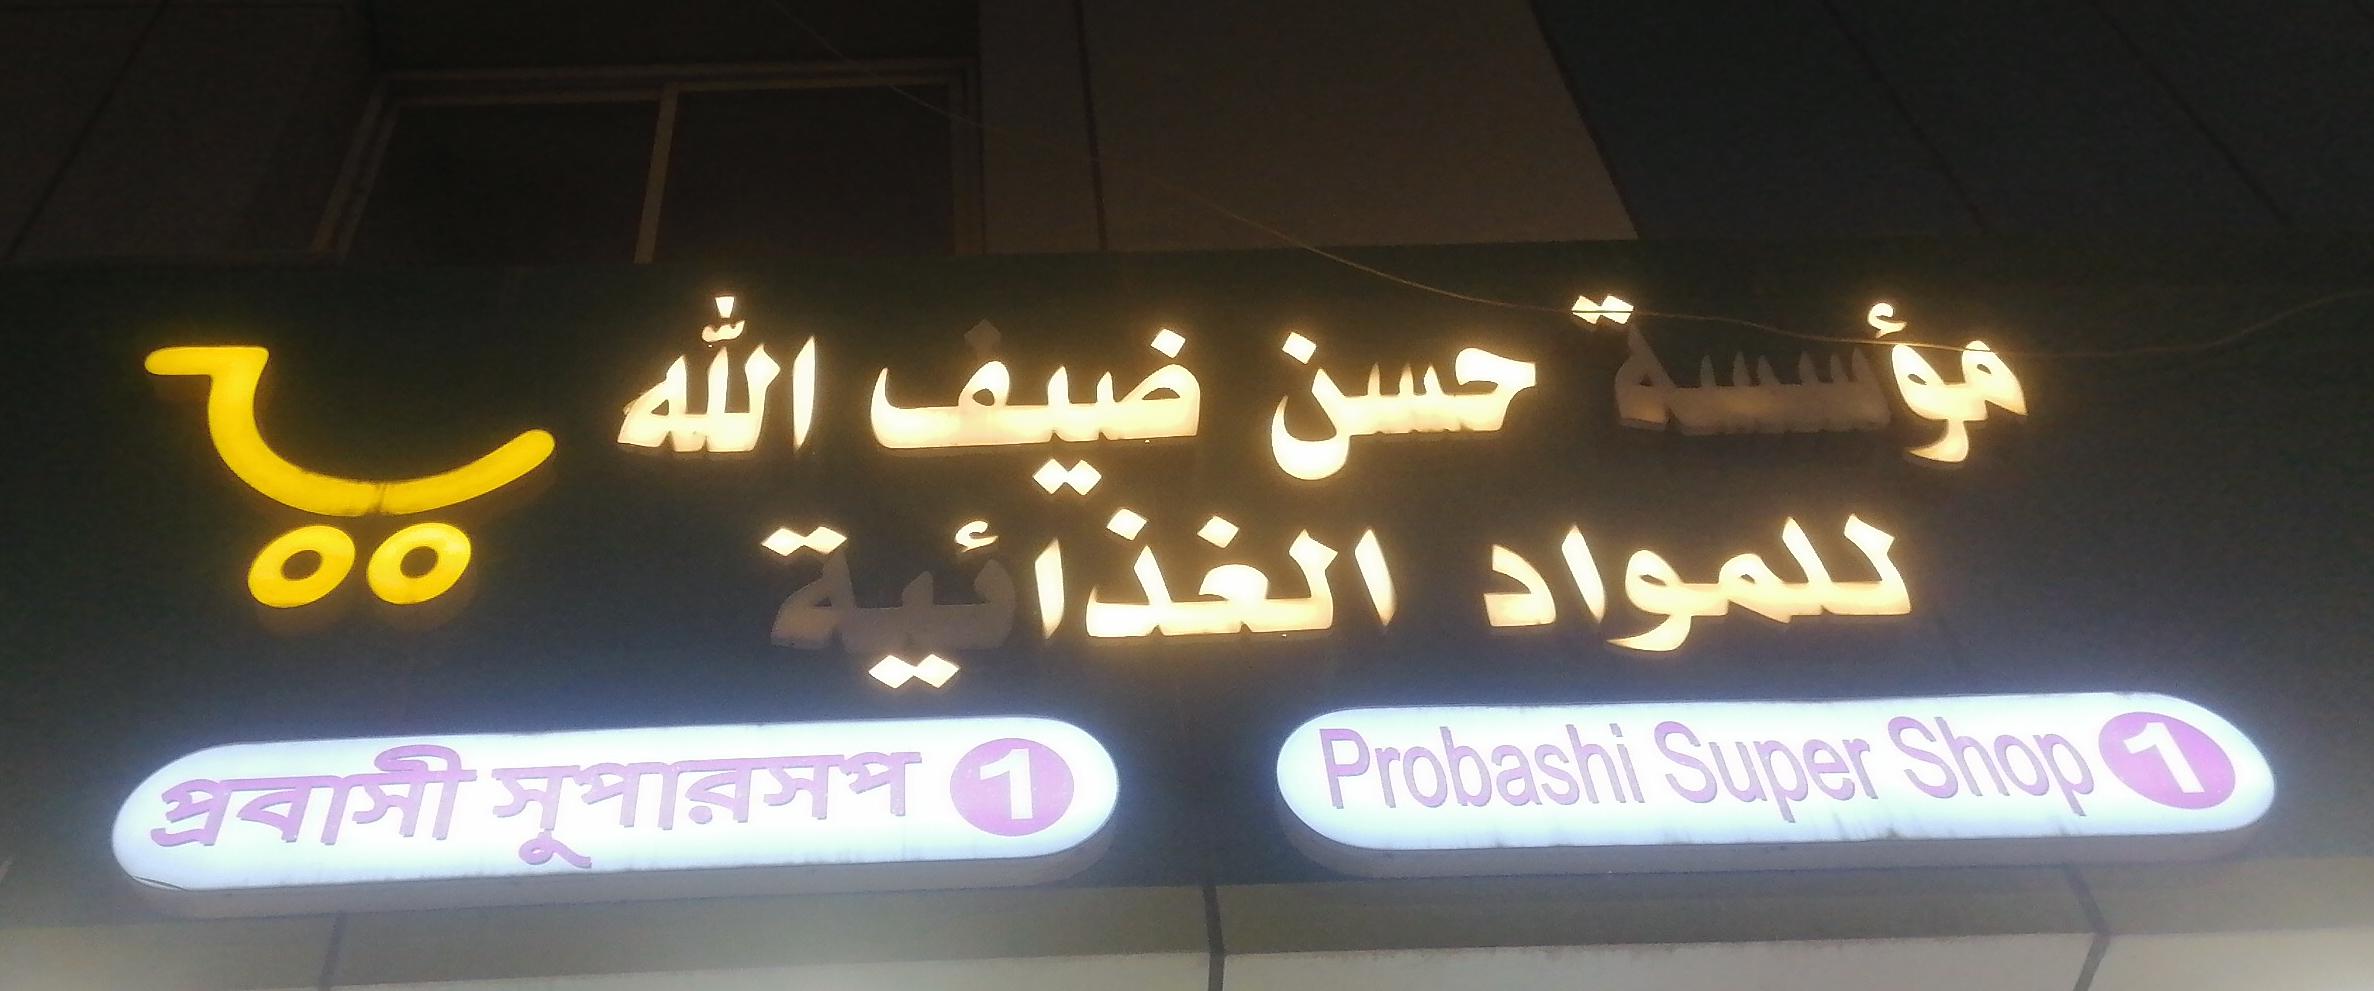 مؤسسة حسن ضيف الله
للمواد الغذائية
প্রবাসী সুপারসপ 1
Probashi Super Shop 1